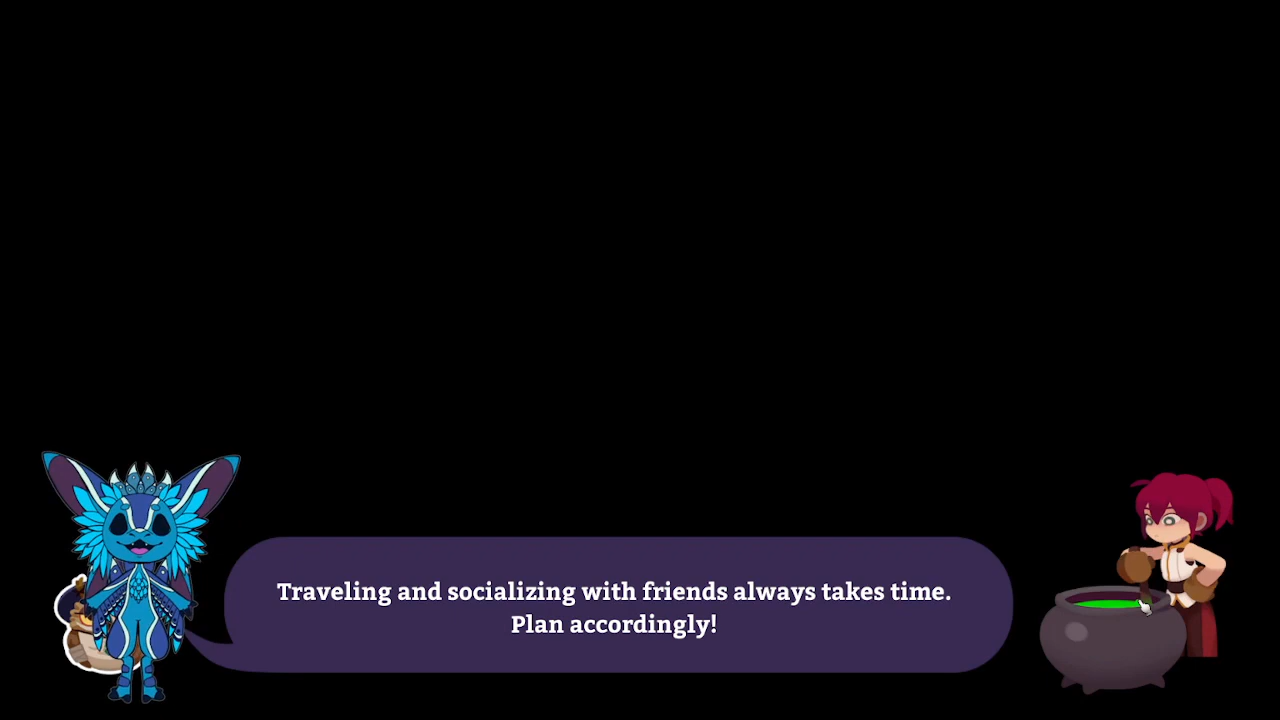 Traveling and socializing with friends always takes time.
Plan accordingly!